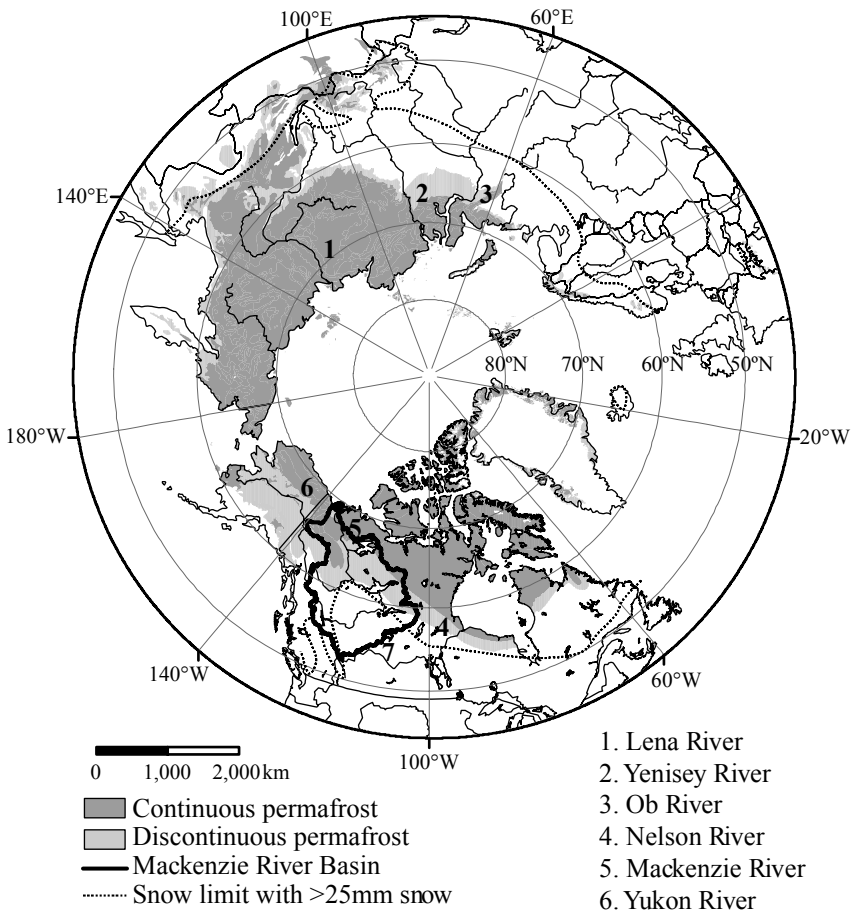 100°E
60°E
140°E
2
3
1
80°N 70°N 60°N 50°N
180°W
20°W
6
5
4
7
140°W
60°W
100°W
0 1,000 2,000km
Continuous permafrost
Discontinuous permafrost
Mackenzie River Basin
Snow limit with >25mm snow
1. Lena River
2. Yenisey River
3. Ob River
4. Nelson River
5. Mackenzie River
6. Yukon River